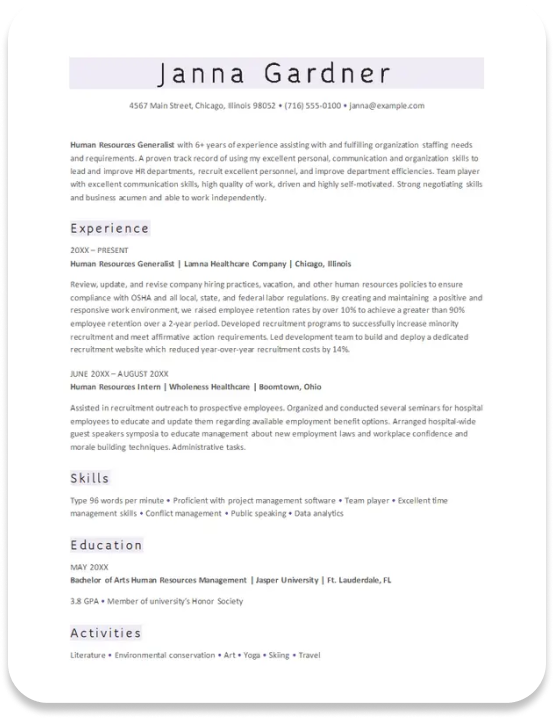 Janna Gardner
4567 Main Street, Chicago, Illinois 98052 • (716) 555-0100 • janna@example.com
Human Resources Generalist with 6+ years of experience assisting with and fulfilling organization staffing needs
and requirements. A proven track record of using my excellent personal, communication and organization skills to
lead and improve HR departments, recruit excellent personnel, and improve department efficiencies. Team player
with excellent communication skills, high quality of work, driven and highly self-motivated. Strong negotiating skills
and business acumen and able to work independently.
Experience
20XX – PRESENT
Human Resources Generalist | Lamna Healthcare Company | Chicago, Illinois
Review, update, and revise company hiring practices, vacation, and other human resources policies to ensure
compliance with OSHA and all local, state, and federal labor regulations. By creating and maintaining a positive and
responsive work environment, we raised employee retention rates by over 10% to achieve a greater than 90%
employee retention over a 2-year period. Developed recruitment programs to successfully increase minority
recruitment and meet affirmative action requirements. Led development team to build and deploy a dedicated
recruitment website which reduced year-over-year recruitment costs by 14%.
JUNE 20XX – AUGUST 20XX
Human Resources Intern | Wholeness Healthcare | Boomtown, Ohio
Assisted in recruitment outreach to prospective employees. Organized and conducted several seminars for hospital
employees to educate and update them regarding available employment benefit options. Arranged hospital-wide
guest speakers symposia to educate management about new employment laws and workplace confidence and
morale building techniques. Administrative tasks.
Skills
Type 96 words per minute • Proficient with project management software • Team player • Excellent time
management skills • Conflict management • Public speaking • Data analytics
Education
MAY 20XX
Bachelor of Arts Human Resources Management | Jasper University | Ft. Lauderdale, FL
3.8 GPA • Member of university's Honor Society
Activities
Literature • Environmental conservation • Art • Yoga • Skiing • Travel